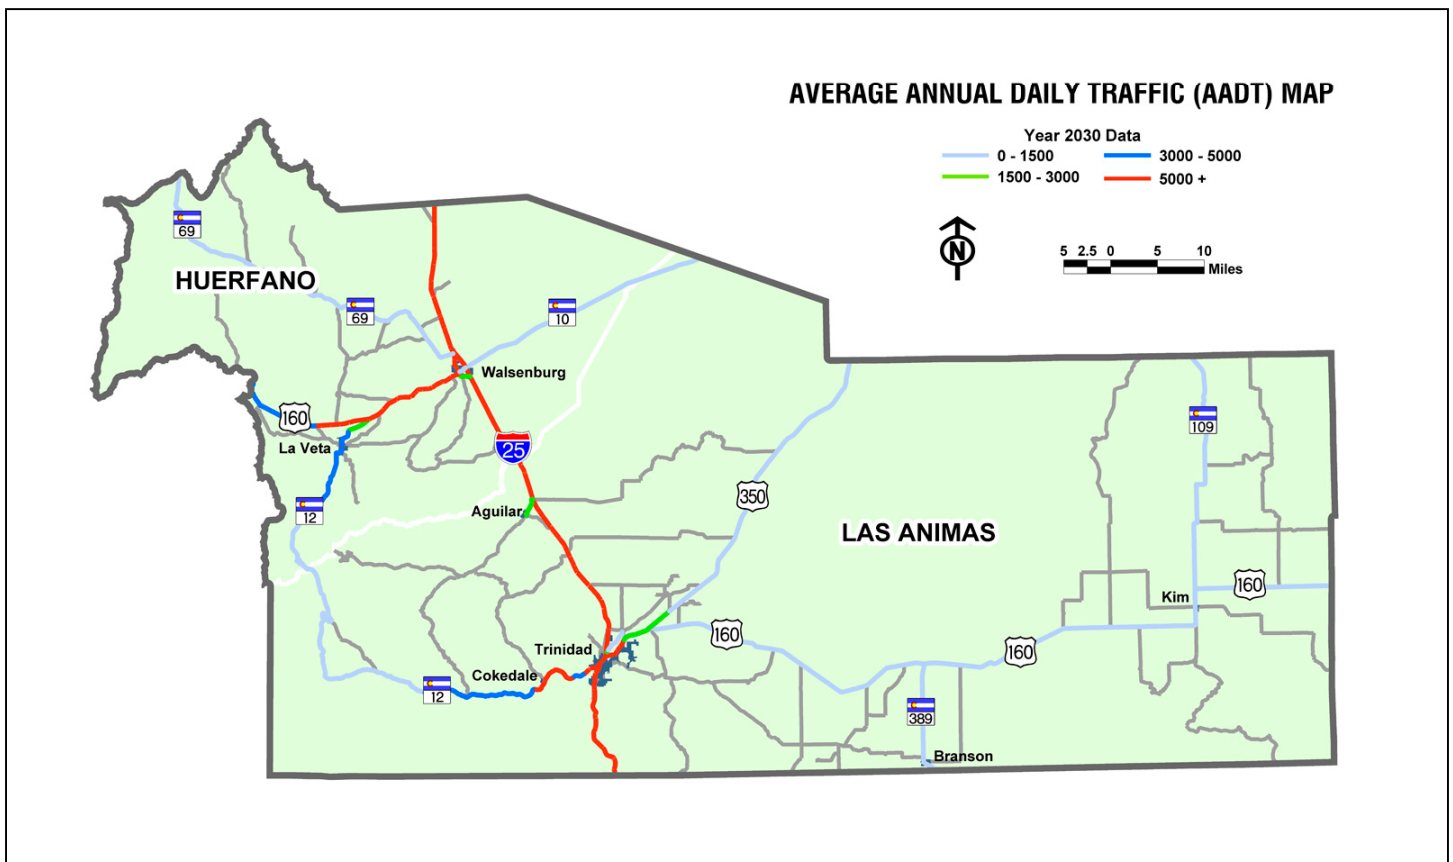 AVERAGE ANNUAL DAILY TRAFFIC (AADT) MAP
Year 2030 Data
0 - 1500
3000 - 5000
1500 - 3000
5000 +
N
5 2.5 0 5 10
Miles
69
HUERFANO
69
10
Walsenburg
160
La Veta
25
109
12
Aguilar
350
LAS ANIMAS
160
Kim
160
Trinidad
160
Cokedale
12
389
Branson